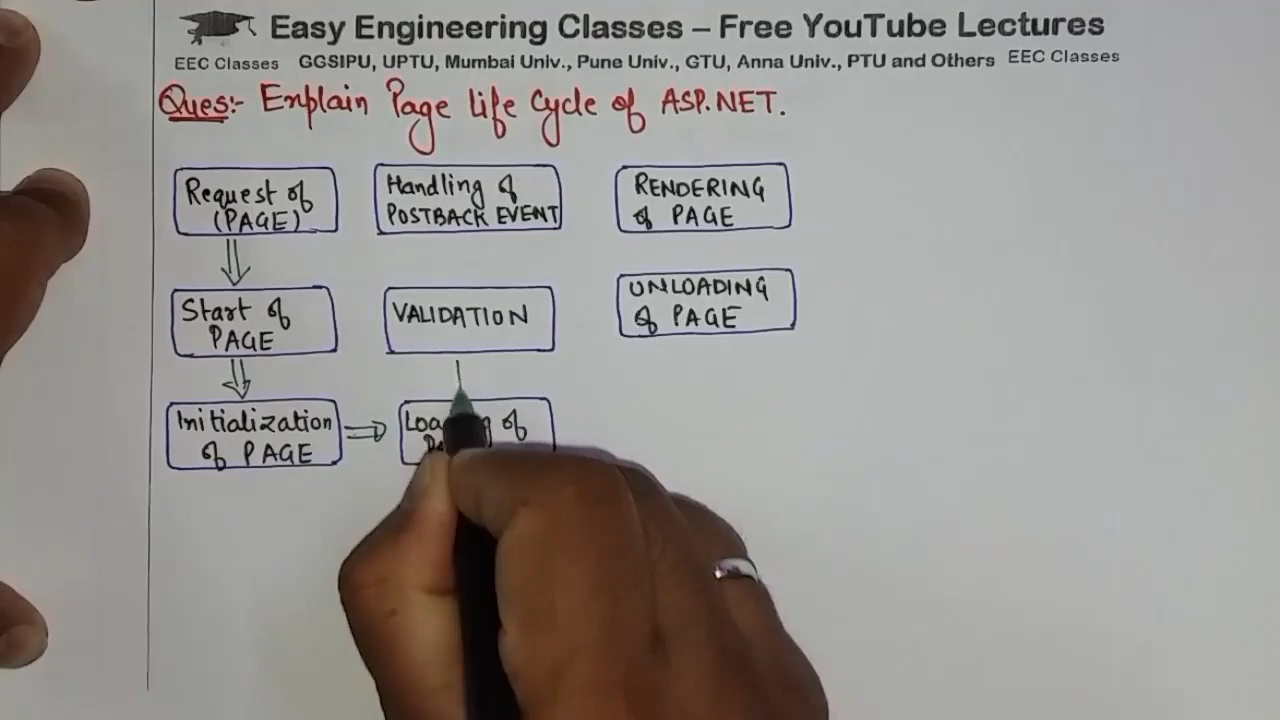 Easy Engineering Classes – Free YouTube Lectures
EEC Classes GGSIPU, UPTU, Mumbai Univ., Pune Univ., GTU, Anna Univ., PTU and Others EEC Classes
Ques:- Explain Page Life Cycle of ASP.NET.
Request of
(PAGE)
Start of
PAGE
Initialization
of PAGE
Handling of
POSTBACK EVENT
VALIDATION
of
RENDERING
of PAGE
UNLOADING
of PAGE